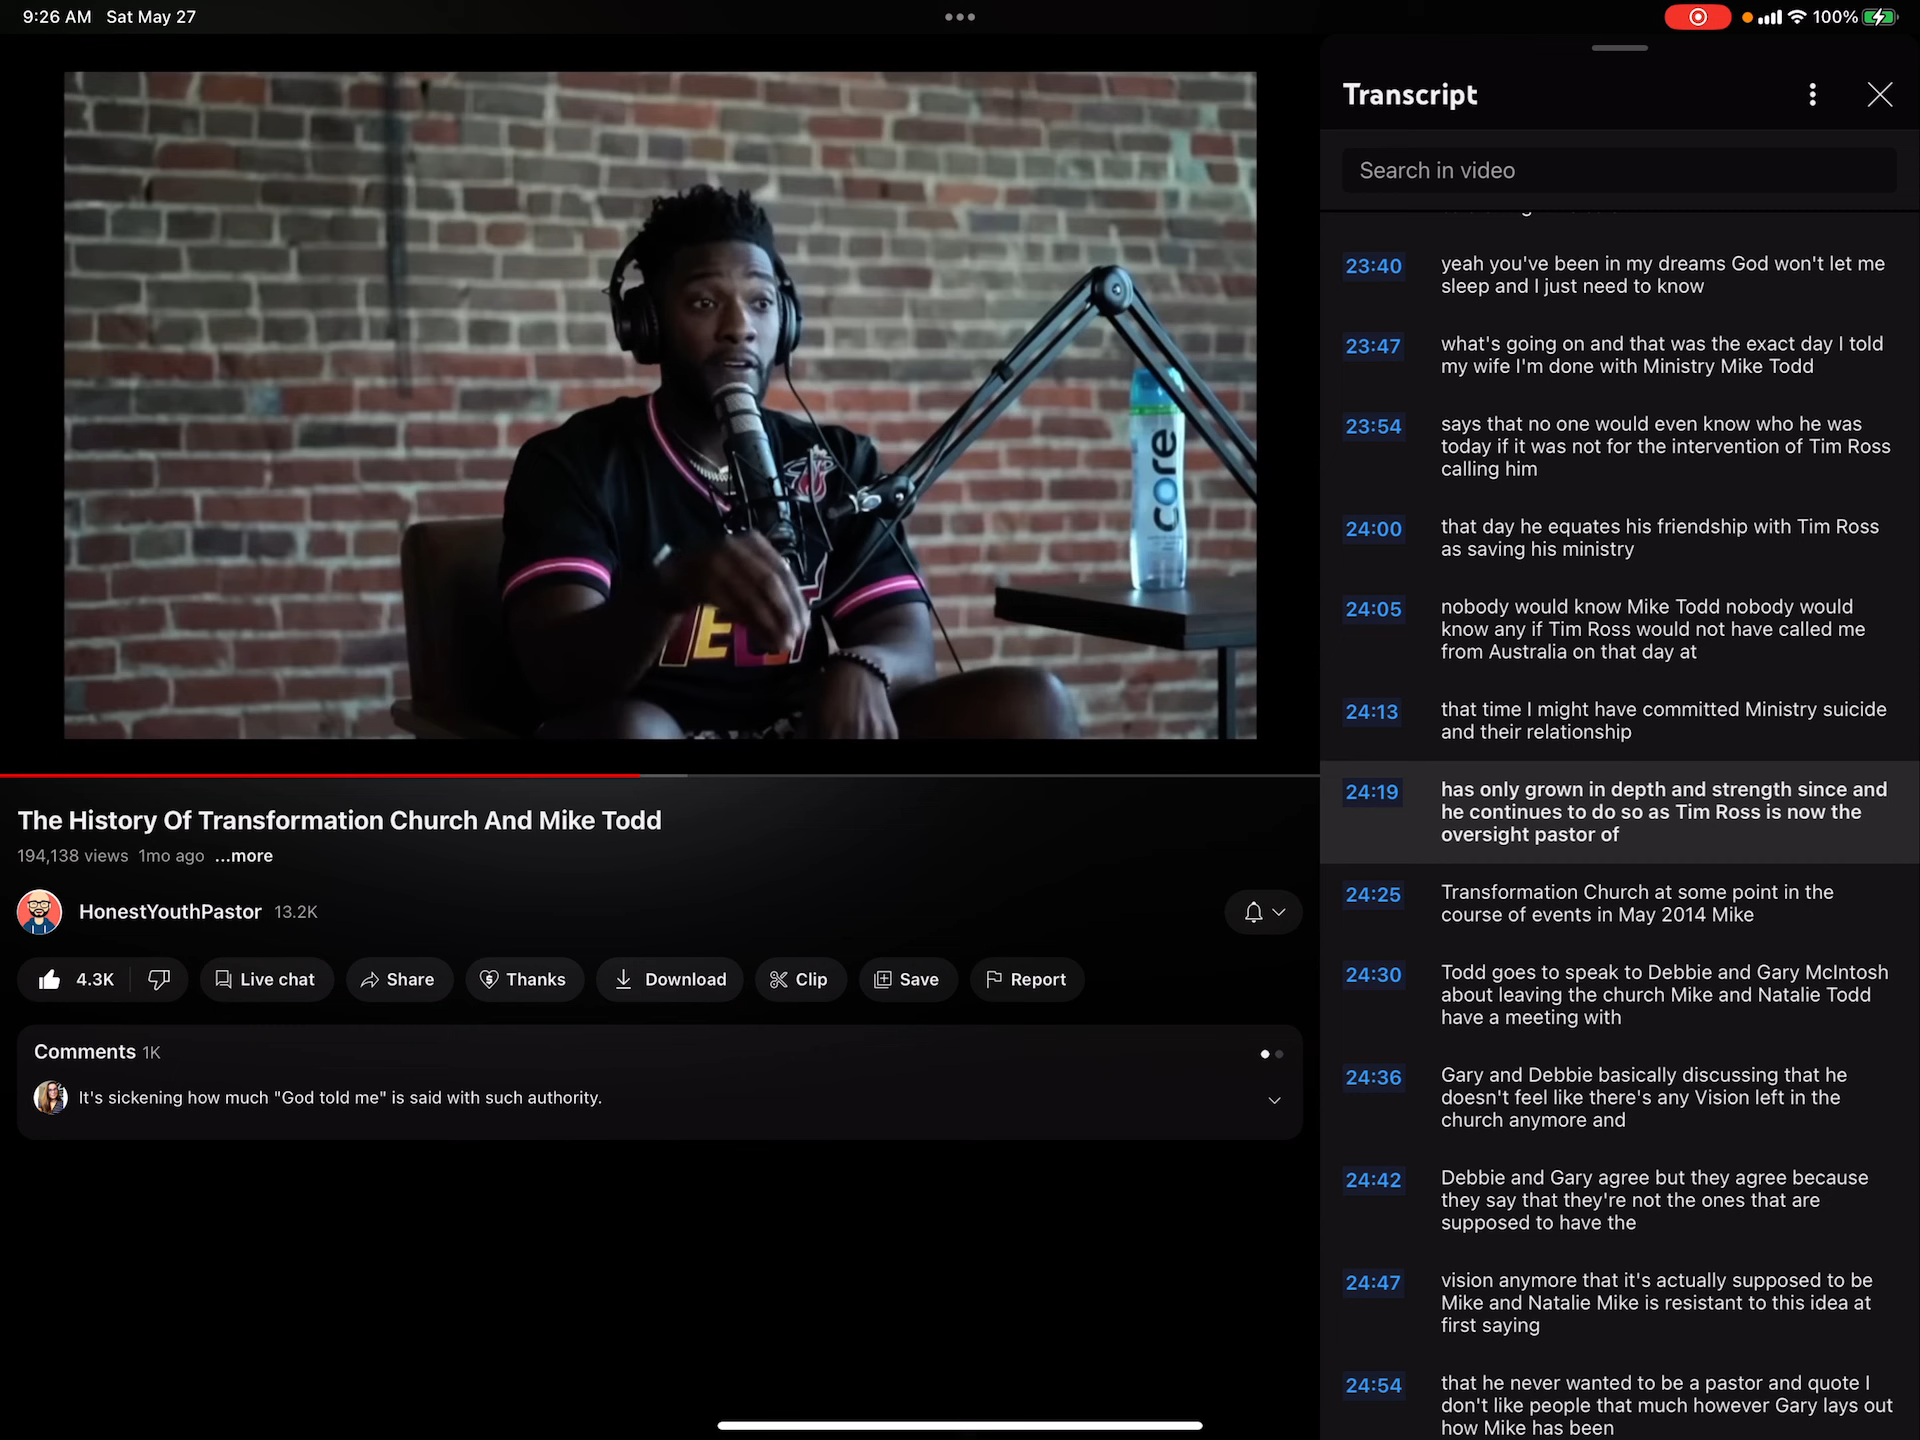 9:26 AM Sat May 27
100%
core
The History Of Transformation Church And Mike Todd
194,138 views 1mo ago ...more
HonestYouthPastor 13.2K
4.3K
Live chat
Share
Thanks
Download
Clip
Save
Report
Comments 1K
It's sickening how much "God told me" is said with such authority.
Transcript
Search in video
23:40
yeah you've been in my dreams God won't let me
sleep and I just need to know
23:47
what's going on and that was the exact day I told
my wife I'm done with Ministry Mike Todd
23:54
says that no one would even know who he was
today if it was not for the intervention of Tim Ross
calling him
24:00
that day he equates his friendship with Tim Ross
as saving his ministry
24:05
nobody would know Mike Todd nobody would
know any if Tim Ross would not have called me
from Australia on that day at
24:13
that time I might have committed Ministry suicide
and their relationship
24:19
has only grown in depth and strength since and
he continues to do so as Tim Ross is now the
oversight pastor of
24:25
Transformation Church at some point in the
course of events in May 2014 Mike
24:30
Todd goes to speak to Debbie and Gary McIntosh
about leaving the church Mike and Natalie Todd
have a meeting with
24:36
Gary and Debbie basically discussing that he
doesn't feel like there's any Vision left in the
church anymore and
24:42
Debbie and Gary agree but they agree because
they say that they're not the ones that are
supposed to have the
24:47
vision anymore that it's actually supposed to be
Mike and Natalie Mike is resistant to this idea at
first saying
24:54
that he never wanted to be a pastor and quote I
don't like people that much however Gary lays out
how Mike has been